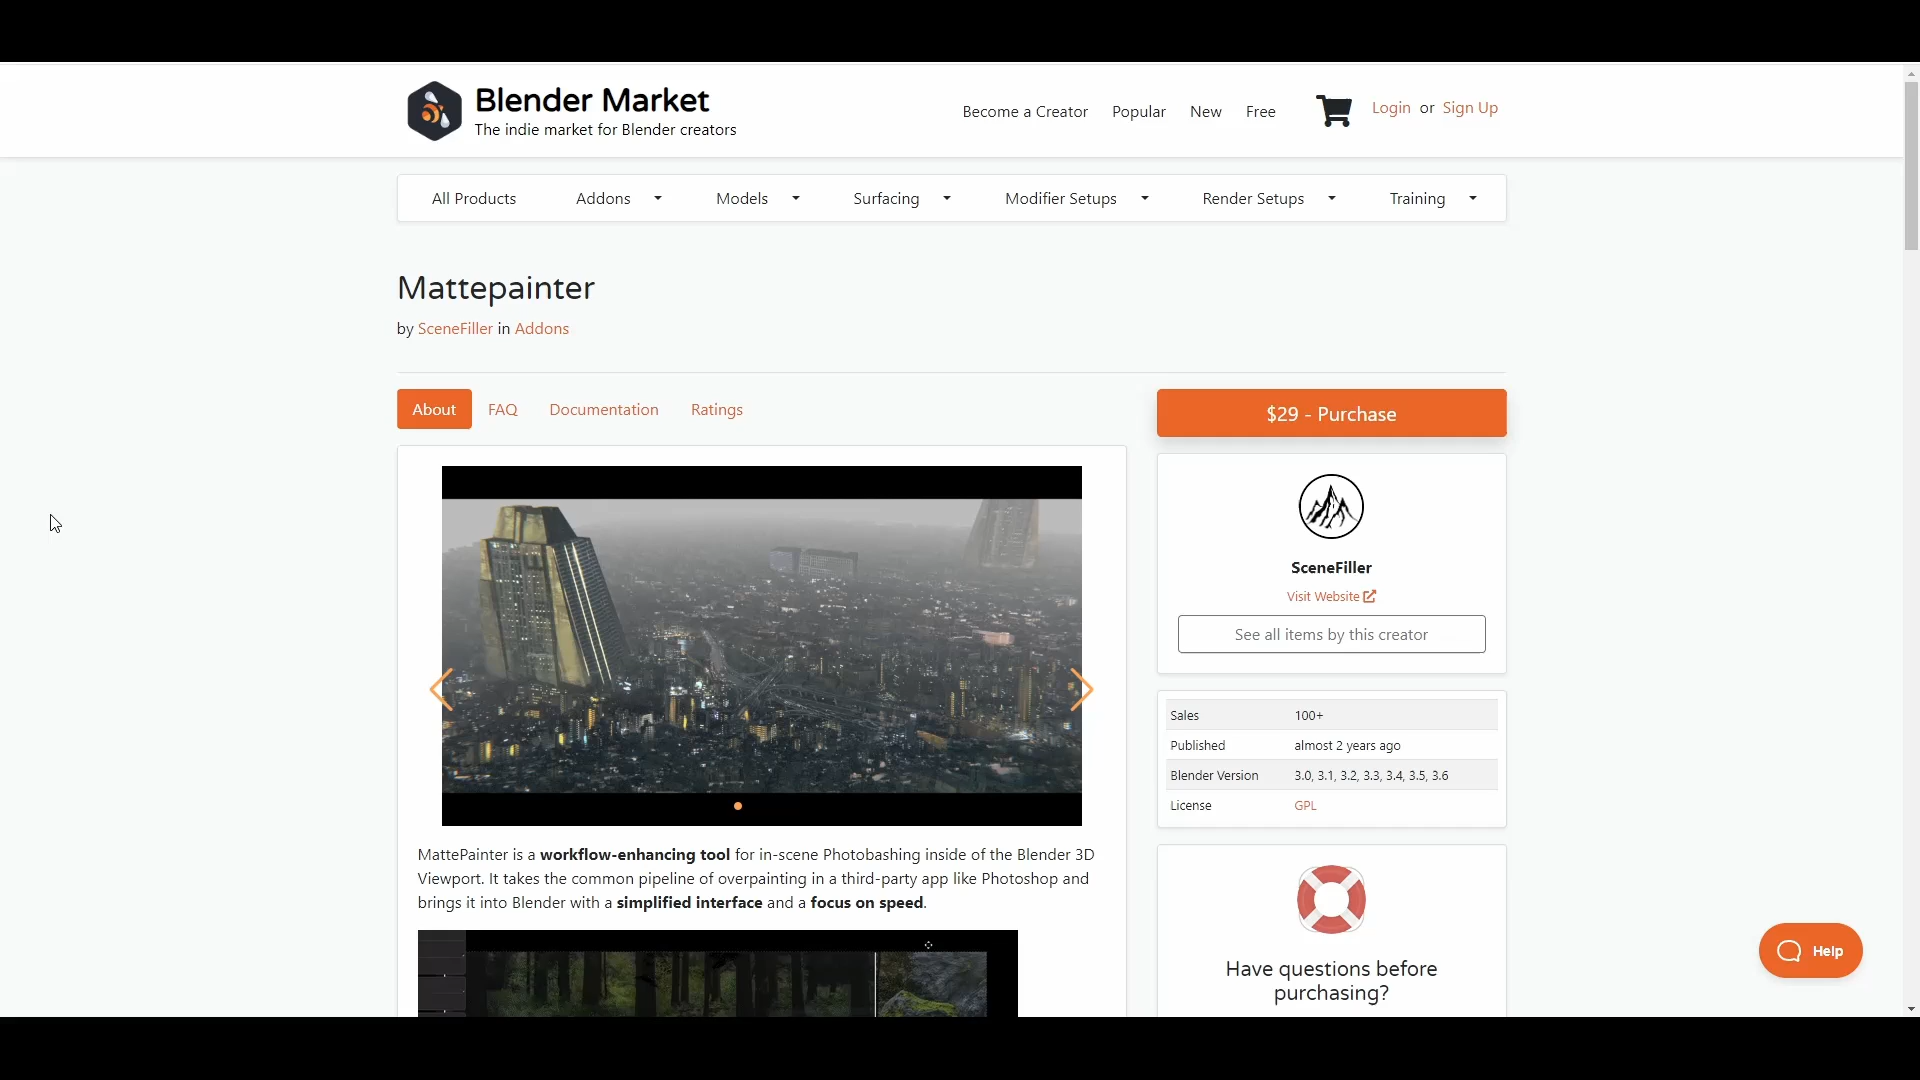 Blender Market
The indie market for Blender creators
Become a Creator
Popular
New
Free
Login or Sign Up
All Products
Addons
Models
Surfacing
Modifier Setups
Render Setups
Training
Mattepainter
by SceneFiller in Addons
About
FAQ
Documentation
Ratings
$29 - Purchase
SceneFiller
Visit Website
See all items by this creator
Sales 100+
Published almost 2 years ago
Blender Version 3.0, 3.1, 3.2, 3.3, 3.4, 3.5, 3.6
License GPL
MattePainter is a workflow-enhancing tool for in-scene Photobashing inside of the Blender 3D
Viewport. It takes the common pipeline of overpainting in a third-party app like Photoshop and
brings it into Blender with a simplified interface and a focus on speed.
Have questions before
purchasing?
Help